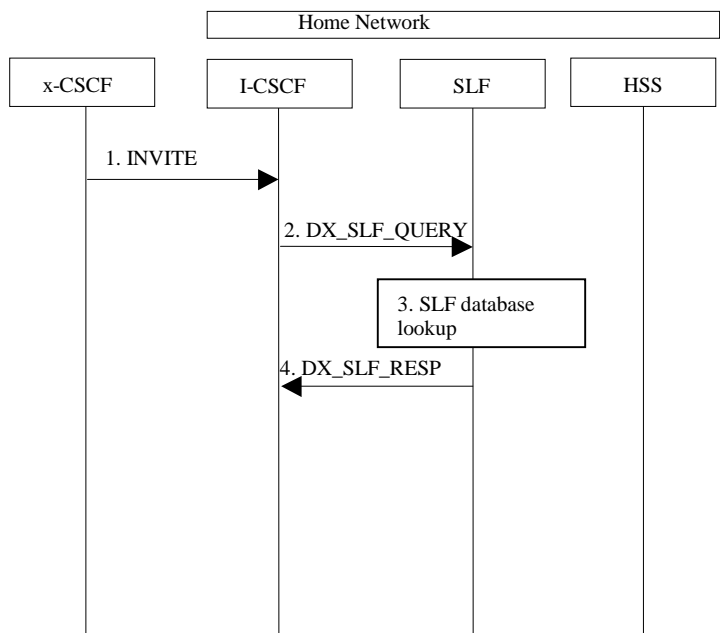 Home Network
x-CSCF
I-CSCF
SLF
HSS
1. INVITE
2. DX_SLF_QUERY
3. SLF database
lookup
4. DX_SLF_RESP